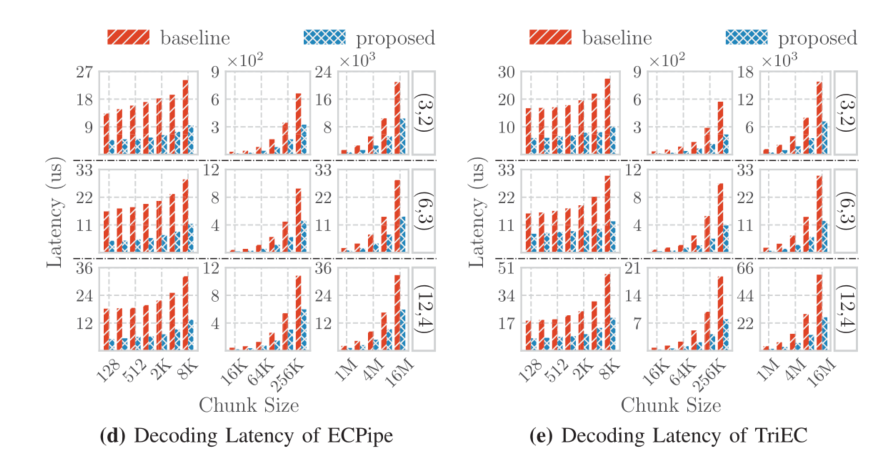 baseline proposed
×10² ×10³
27 9 24
18 6 16
9 3 8
(3,2)
33 12 33
22 8 22
11 4 11
(6,3)
36 12 36
24 8 24
12 4 12
(12,4)
Latency (us)
128 512 2K 8K 16K 64K 256K 1M 4M 16M
Chunk Size
(d) Decoding Latency of ECPipe
baseline proposed
×10² ×10³
30 9 18
20 6 12
10 3 6
(3,2)
33 12 33
22 8 22
11 4 11
(6,3)
51 21 66
34 14 44
17 7 22
(12,4)
Latency (us)
128 512 2K 8K 16K 64K 256K 1M 4M 16M
Chunk Size
(e) Decoding Latency of TriEC